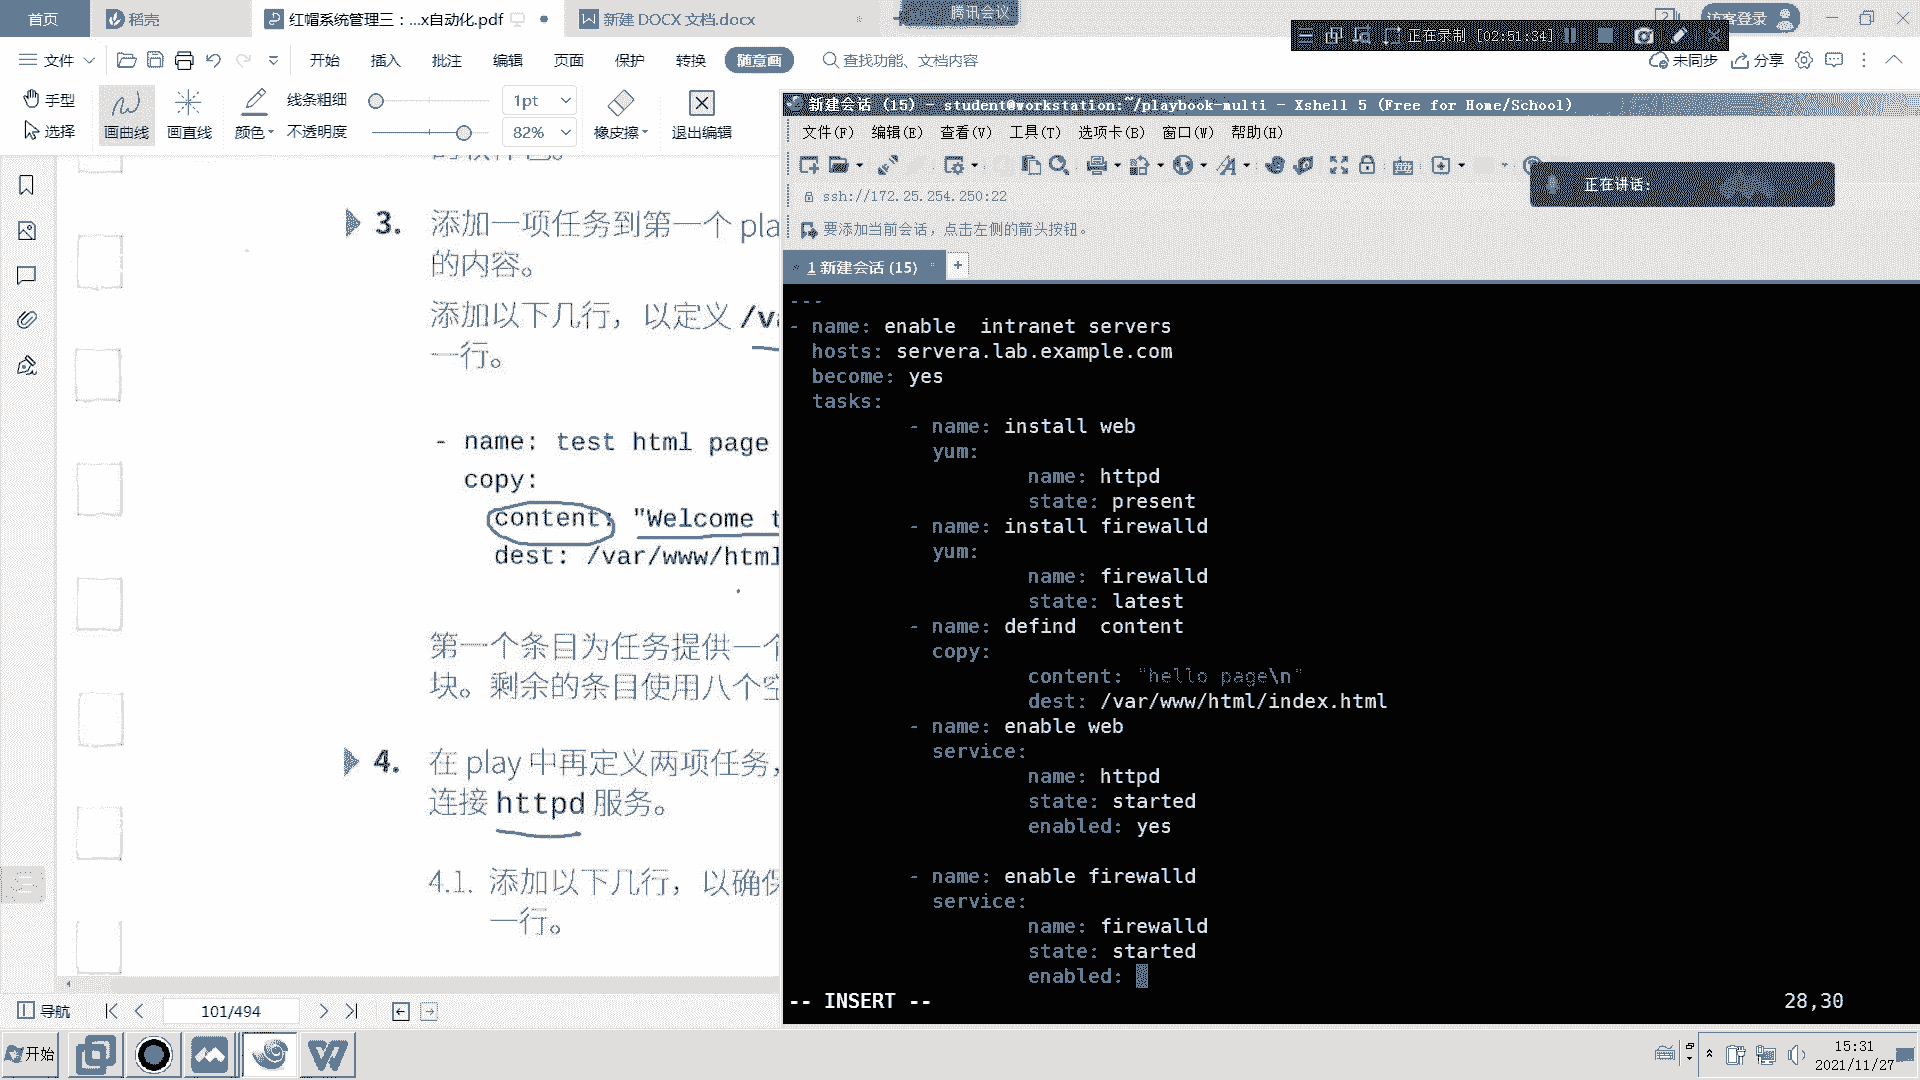 首页
稻壳
红帽系统管理三：...x自动化.pdf
新建 DOCX 文档.docx
腾讯会议
访客登录
正在录制 [02:51:34]
文件
开始
插入
批注
编辑
页面
保护
转换
随意画
查找功能、文档内容
未同步
分享
手型
选择
画曲线
画直线
颜色
线条粗细
不透明度
1pt
82%
橡皮擦
退出编辑
3. 添加一项任务到第一个 pla
的内容。
添加以下几行，以定义 /va
一行。
- name: test html page
copy:
content: "Welcome t
dest: /var/www/html
第一个条目为任务提供一个
块。剩余的条目使用八个空
4. 在 play 中再定义两项任务，
连接 httpd 服务。
4.1. 添加以下几行，以确保
一行。
导航
101/494
新建会话 (15) - student@workstation:~/playbook-multi - Xshell 5 (Free for Home/School)
文件(F) 编辑(E) 查看(V) 工具(T) 选项卡(B) 窗口(W) 帮助(H)
正在讲话:
ssh://172.25.254.250:22
要添加当前会话，点击左侧的箭头按钮。
1 新建会话 (15)
---
- name: enable  intranet servers
hosts: servera.lab.example.com
become: yes
tasks:
- name: install web
yum:
name: httpd
state: present
- name: install firewalld
yum:
name: firewalld
state: latest
- name: defind  content
copy:
content: "hello page\n"
dest: /var/www/html/index.html
- name: enable web
service:
name: httpd
state: started
enabled: yes
- name: enable firewalld
service:
name: firewalld
state: started
enabled:
-- INSERT --
28,30
开始
15:31
2021/11/27